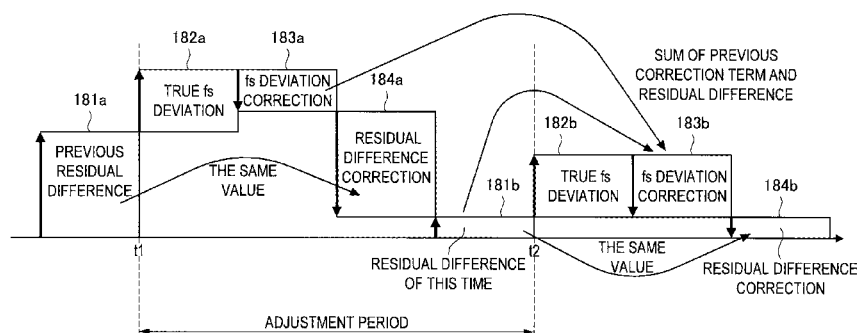 182a
183a
181a
TRUE fs
DEVIATION
fs DEVIATION
CORRECTION
184a
SUM OF PREVIOUS
CORRECTION TERM AND
RESIDUAL DIFFERENCE
PREVIOUS
RESIDUAL
DIFFERENCE
THE SAME
VALUE
RESIDUAL
DIFFERENCE
CORRECTION
182b
183b
181b
TRUE fs
DEVIATION
fs DEVIATION
CORRECTION
184b
t1
RESIDUAL DIFFERENCE
OF THIS TIME
t2
THE SAME
VALUE
RESIDUAL DIFFERENCE
CORRECTION
ADJUSTMENT PERIOD